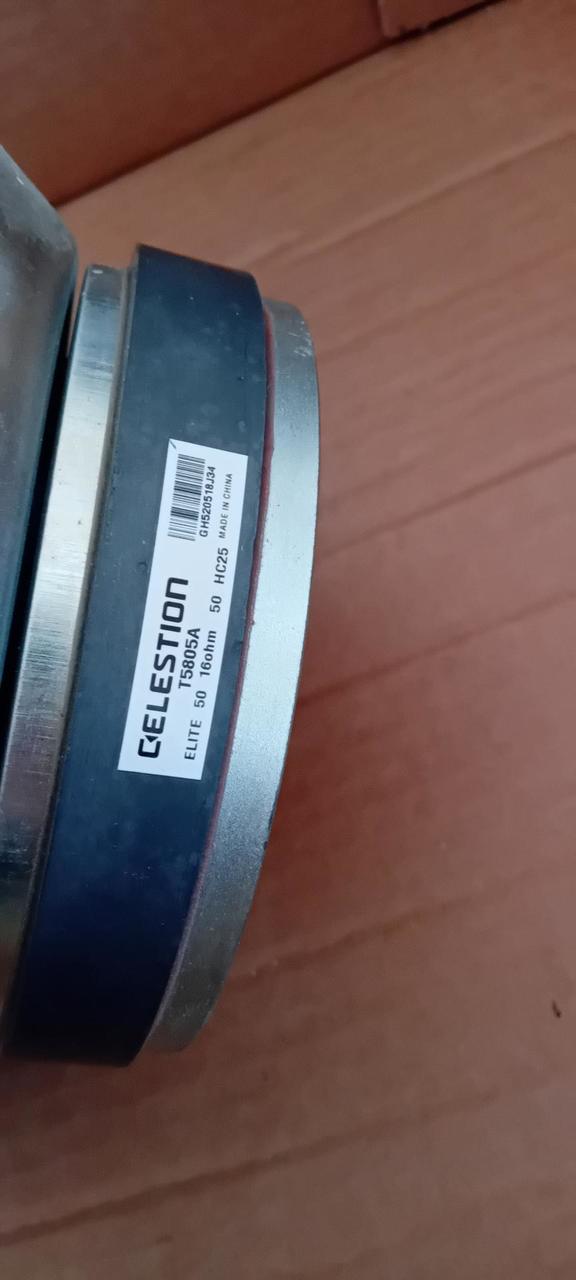 CELESTION
T5805A
ELITE 50 16ohm 50 HC25
GH520518J34
MADE IN CHINA